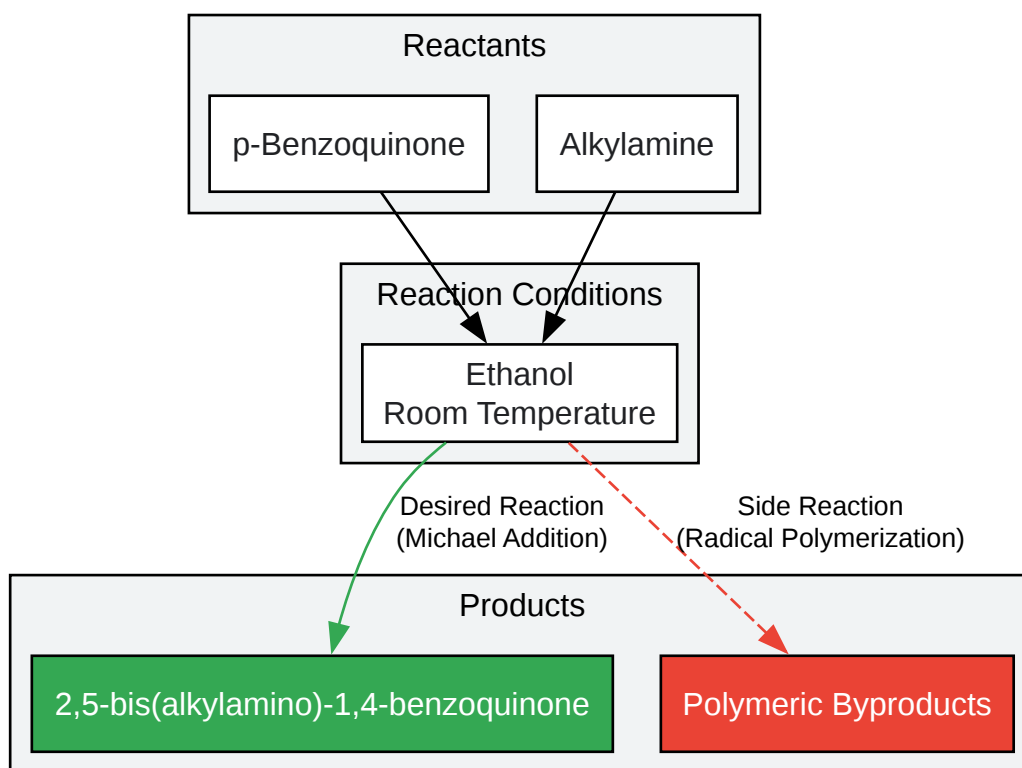 Reactants
p-Benzoquinone
Alkylamine
Reaction Conditions
Ethanol
Room Temperature
Desired Reaction
(Michael Addition)
Side Reaction
(Radical Polymerization)
Products
2,5-bis(alkylamino)-1,4-benzoquinone
Polymeric Byproducts